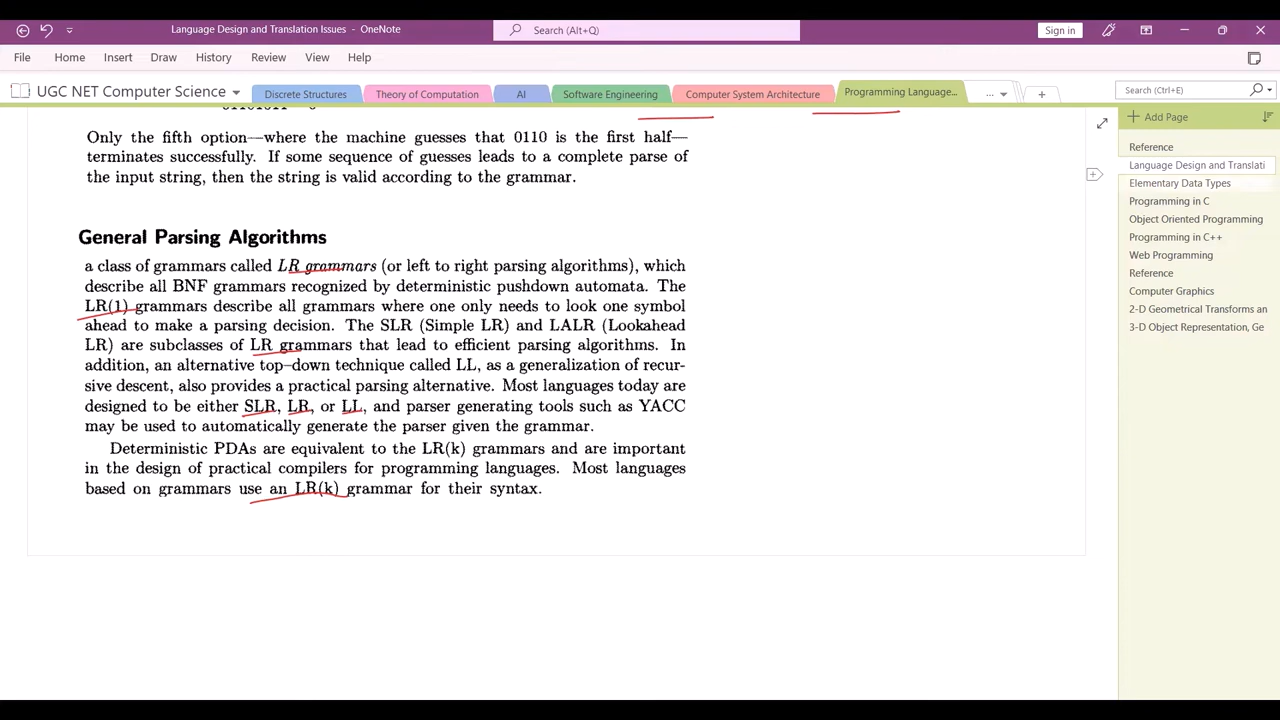 Language Design and Translation Issues - OneNote
Search (Alt+Q)
Sign in
File Home Insert Draw History Review View Help
UGC NET Computer Science
Discrete Structures
Theory of Computation
AI
Software Engineering
Computer System Architecture
Programming Language...
...
Search (Ctrl+E)
Only the fifth option—where the machine guesses that 0110 is the first half—
terminates successfully. If some sequence of guesses leads to a complete parse of
the input string, then the string is valid according to the grammar.
General Parsing Algorithms
a class of grammars called LR grammars (or left to right parsing algorithms), which
describe all BNF grammars recognized by deterministic pushdown automata. The
LR(1) grammars describe all grammars where one only needs to look one symbol
ahead to make a parsing decision. The SLR (Simple LR) and LALR (Lookahead
LR) are subclasses of LR grammars that lead to efficient parsing algorithms. In
addition, an alternative top–down technique called LL, as a generalization of recur-
sive descent, also provides a practical parsing alternative. Most languages today are
designed to be either SLR, LR, or LL, and parser generating tools such as YACC
may be used to automatically generate the parser given the grammar.
Deterministic PDAs are equivalent to the LR(k) grammars and are important
in the design of practical compilers for programming languages. Most languages
based on grammars use an LR(k) grammar for their syntax.
Add Page
Reference
Language Design and Translati
Elementary Data Types
Programming in C
Object Oriented Programming
Programming in C++
Web Programming
Reference
Computer Graphics
2-D Geometrical Transforms an
3-D Object Representation, Ge